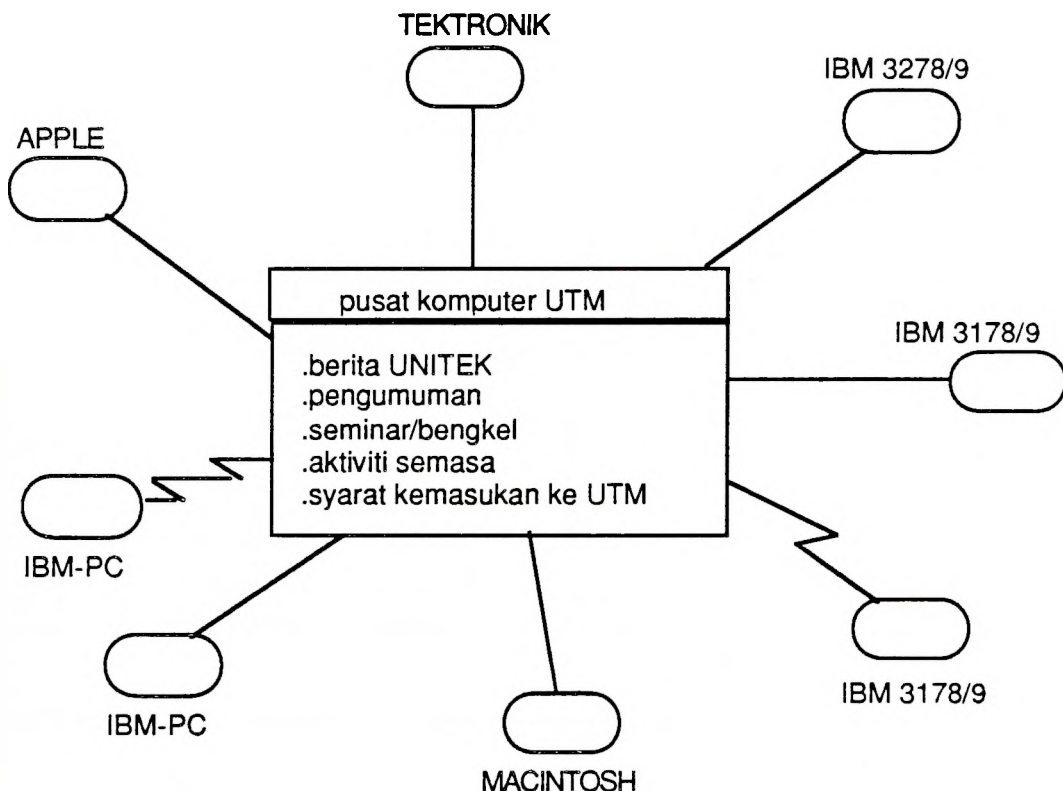 TEKTRONIK
IBM 3278/9
APPLE
pusat komputer UTM
IBM 3178/9
.berita UNITEK
.pengumuman
.seminar/bengkel
.aktiviti semasa
.syarat kemasukan ke UTM
IBM-PC
IBM 3178/9
IBM-PC
MACINTOSH